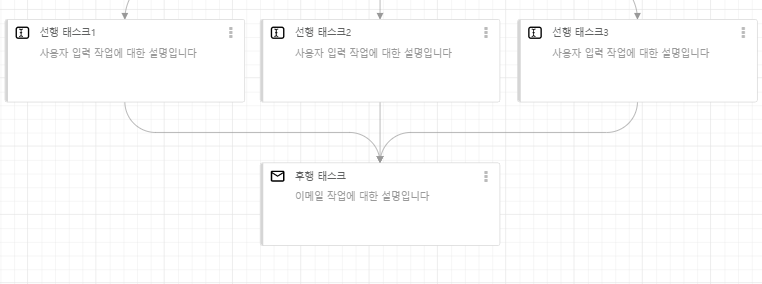 선행 태스크1
사용자 입력 작업에 대한 설명입니다
선행 태스크2
사용자 입력 작업에 대한 설명입니다
선행 태스크3
사용자 입력 작업에 대한 설명입니다
후행 태스크
이메일 작업에 대한 설명입니다